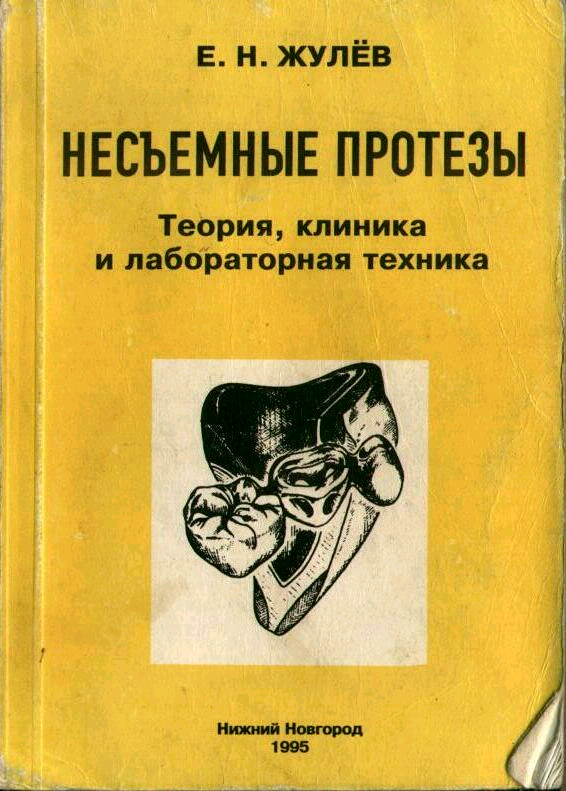 Е. Н. ЖУЛЁВ
НЕСЪЕМНЫЕ ПРОТЕЗЫ
Теория, клиника
и лабораторная техника
Нижний Новгород
1995